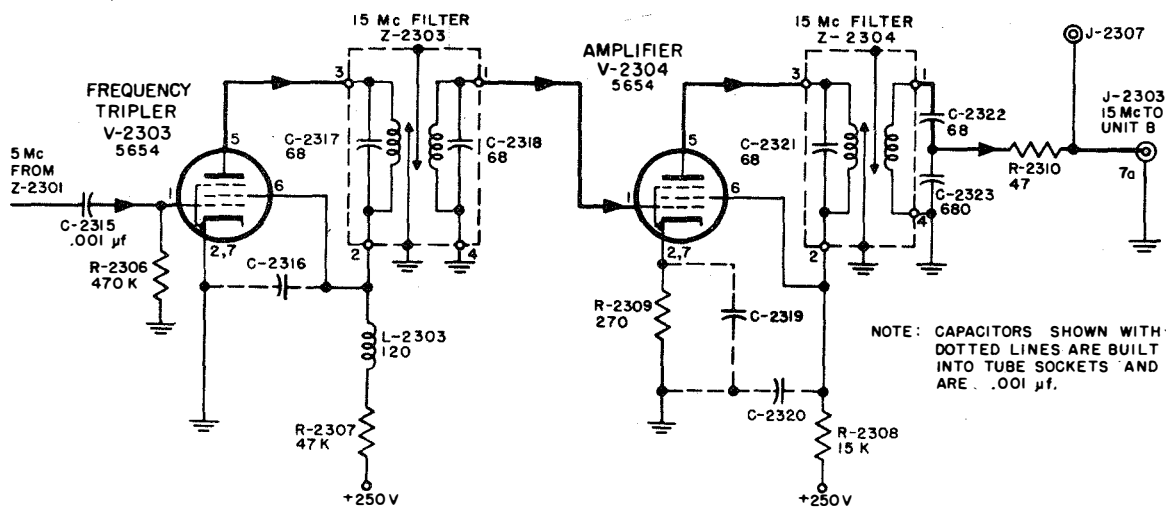 15 Mc FILTER
Z-2303
FREQUENCY
TRIPLER
V-2303
5654
5 Mc
FROM
Z-2301
C-2315
.001 μf
1
5
6
2,7
R-2306
470 K
C-2316
3
C-2317
68
1
C-2318
68
2
4
L-2303
120
R-2307
47 K
+250V
AMPLIFIER
V-2304
5654
1
5
6
2,7
R-2309
270
C-2319
C-2320
15 Mc FILTER
Z-2304
3
C-2321
68
1
C-2322
68
C-2323
680
4
2
R-2308
15 K
+250V
R-2310
47
J-2307
J-2303
15 Mc TO
UNIT B
7a
NOTE: CAPACITORS SHOWN WITH
DOTTED LINES ARE BUILT
INTO TUBE SOCKETS AND
ARE .001 μf.